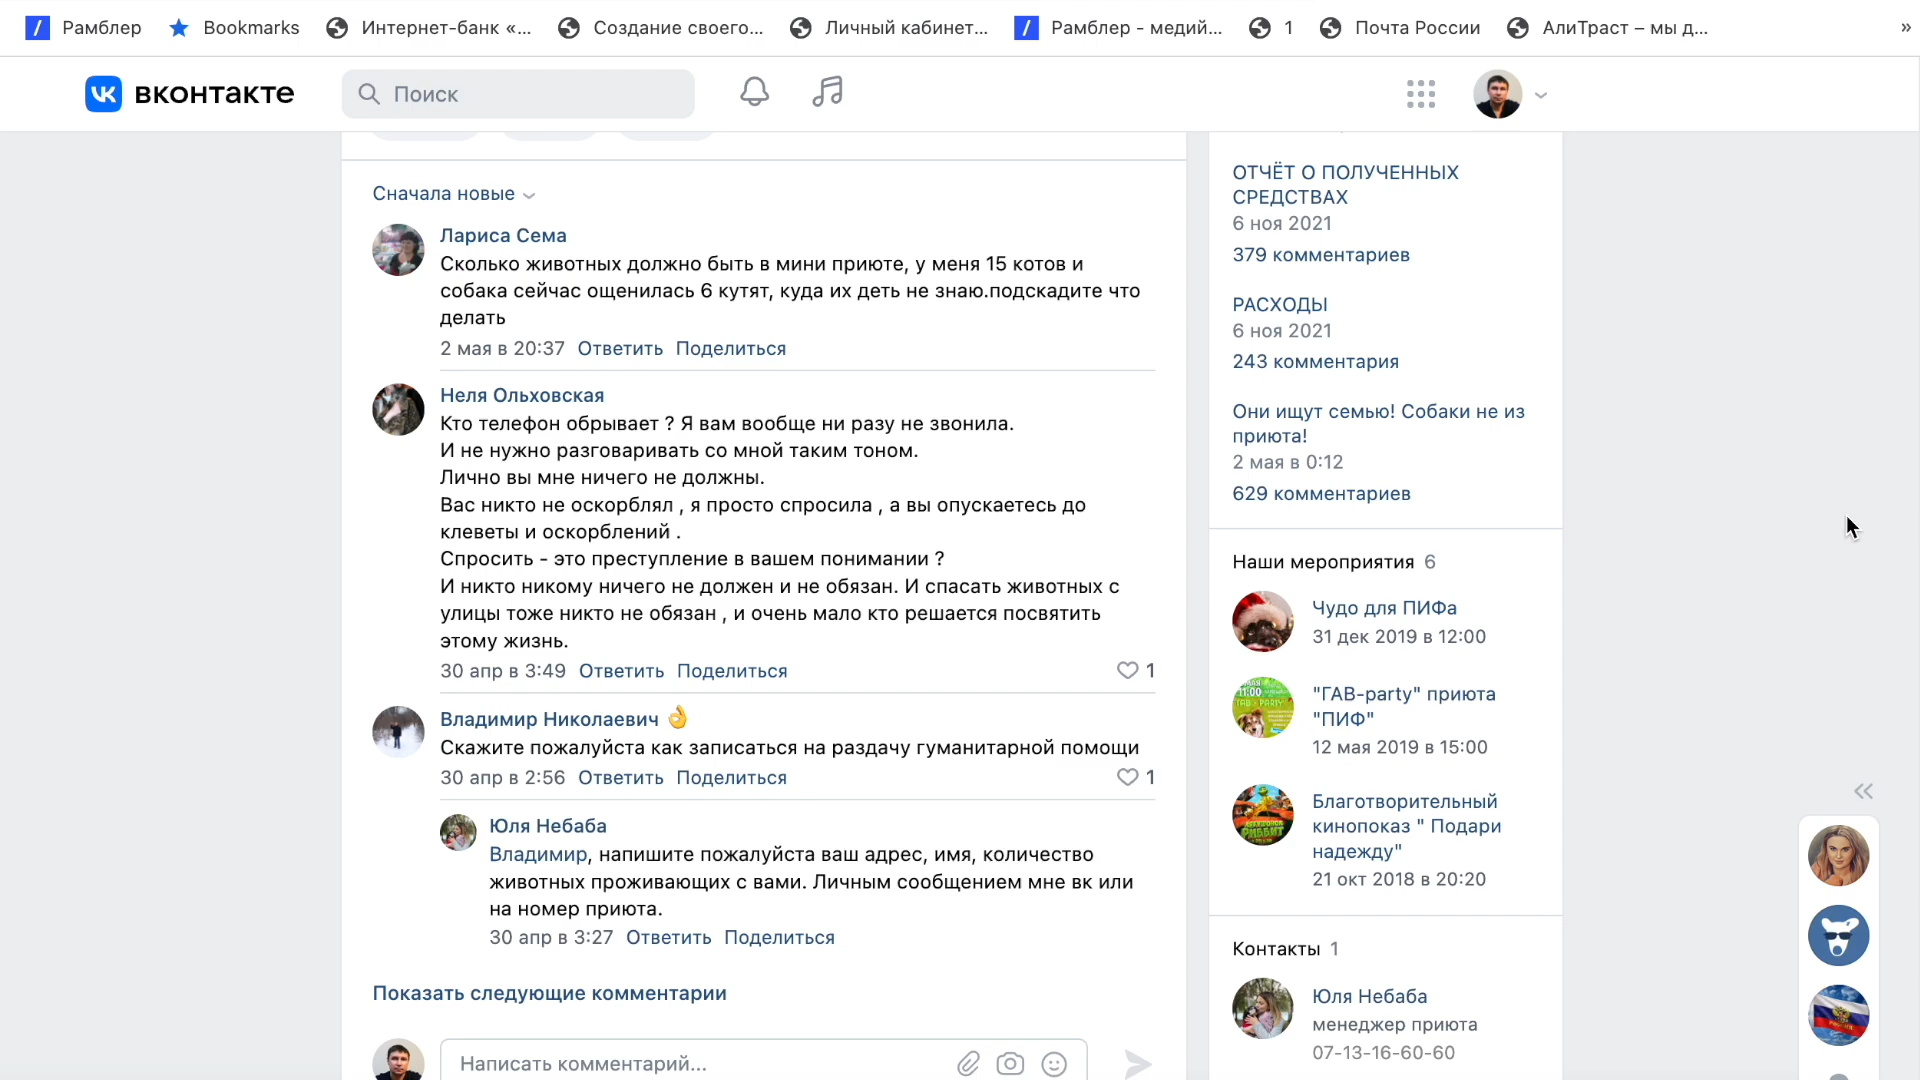 Рамблер Bookmarks Интернет-банк «... Создание своего... Личный кабинет... Рамблер - медий... 1 Почта России АлиТраст – мы д... »
вконтакте Поиск
Сначала новые
Лариса Сема
Сколько животных должно быть в мини приюте, у меня 15 котов и
собака сейчас ощенилась 6 кутят, куда их деть не знаю.подскадите что
делать
2 мая в 20:37 Ответить Поделиться
Неля Ольховская
Кто телефон обрывает ? Я вам вообще ни разу не звонила.
И не нужно разговаривать со мной таким тоном.
Лично вы мне ничего не должны.
Вас никто не оскорблял , я просто спросила , а вы опускаетесь до
клеветы и оскорблений .
Спросить - это преступление в вашем понимании ?
И никто никому ничего не должен и не обязан. И спасать животных с
улицы тоже никто не обязан , и очень мало кто решается посвятить
этому жизнь.
30 апр в 3:49 Ответить Поделиться 1
Владимир Николаевич 👌
Скажите пожалуйста как записаться на раздачу гуманитарной помощи
30 апр в 2:56 Ответить Поделиться 1
Юля Небаба
Владимир, напишите пожалуйста ваш адрес, имя, количество
животных проживающих с вами. Личным сообщением мне вк или
на номер приюта.
30 апр в 3:27 Ответить Поделиться
Показать следующие комментарии
Написать комментарий...
ОТЧЁТ О ПОЛУЧЕННЫХ
СРЕДСТВАХ
6 ноя 2021
379 комментариев
РАСХОДЫ
6 ноя 2021
243 комментария
Они ищут семью! Собаки не из
приюта!
2 мая в 0:12
629 комментариев
Наши мероприятия 6
Чудо для ПИФа
31 дек 2019 в 12:00
"ГАВ-party" приюта
"ПИФ"
12 мая 2019 в 15:00
Благотворительный
кинопоказ " Подари
надежду"
21 окт 2018 в 20:20
Контакты 1
Юля Небаба
менеджер приюта
07-13-16-60-60